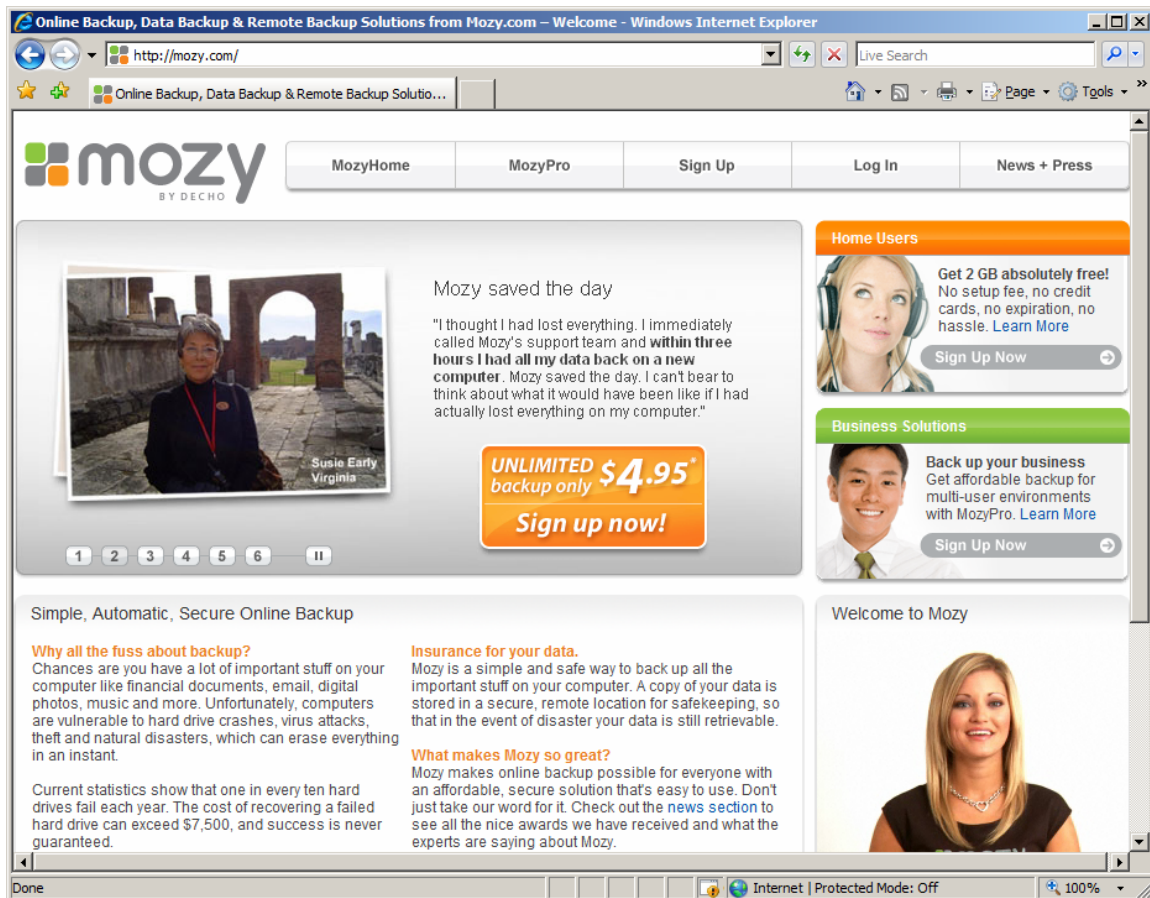 Online Backup, Data Backup & Remote Backup Solutions from Mozy.com – Welcome - Windows Internet Explorer
http://mozy.com/
Live Search
Online Backup, Data Backup & Remote Backup Solutio...
Page
Tools
»
mozy
BY DECHO
MozyHome
MozyPro
Sign Up
Log In
News + Press
Susie Early
Virginia
1 2 3 4 5 6
Mozy saved the day
"I thought I had lost everything. I immediately
called Mozy's support team and within three
hours I had all my data back on a new
computer. Mozy saved the day. I can't bear to
think about what it would have been like if I had
actually lost everything on my computer."
UNLIMITED
backup only $4.95*
Sign up now!
Home Users
Get 2 GB absolutely free!
No setup fee, no credit
cards, no expiration, no
hassle. Learn More
Sign Up Now
Business Solutions
Back up your business
Get affordable backup for
multi-user environments
with MozyPro. Learn More
Sign Up Now
Simple, Automatic, Secure Online Backup
Why all the fuss about backup?
Chances are you have a lot of important stuff on your
computer like financial documents, email, digital
photos, music and more. Unfortunately, computers
are vulnerable to hard drive crashes, virus attacks,
theft and natural disasters, which can erase everything
in an instant.
Current statistics show that one in every ten hard
drives fail each year. The cost of recovering a failed
hard drive can exceed $7,500, and success is never
guaranteed.
Insurance for your data.
Mozy is a simple and safe way to back up all the
important stuff on your computer. A copy of your data is
stored in a secure, remote location for safekeeping, so
that in the event of disaster your data is still retrievable.
What makes Mozy so great?
Mozy makes online backup possible for everyone with
an affordable, secure solution that's easy to use. Don't
just take our word for it. Check out the news section to
see all the nice awards we have received and what the
experts are saying about Mozy.
Welcome to Mozy
Done
Internet | Protected Mode: Off
100%